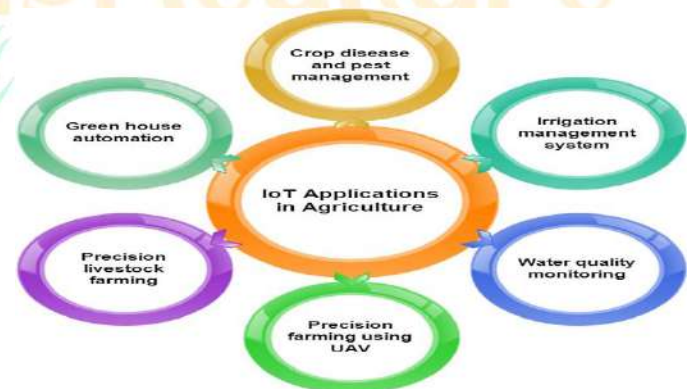 Crop disease
and pest
management
Green house
automation
Irrigation
management
system
IoT Applications
in Agriculture
Precision
livestock
farming
Water quality
monitoring
Precision
farming using
UAV